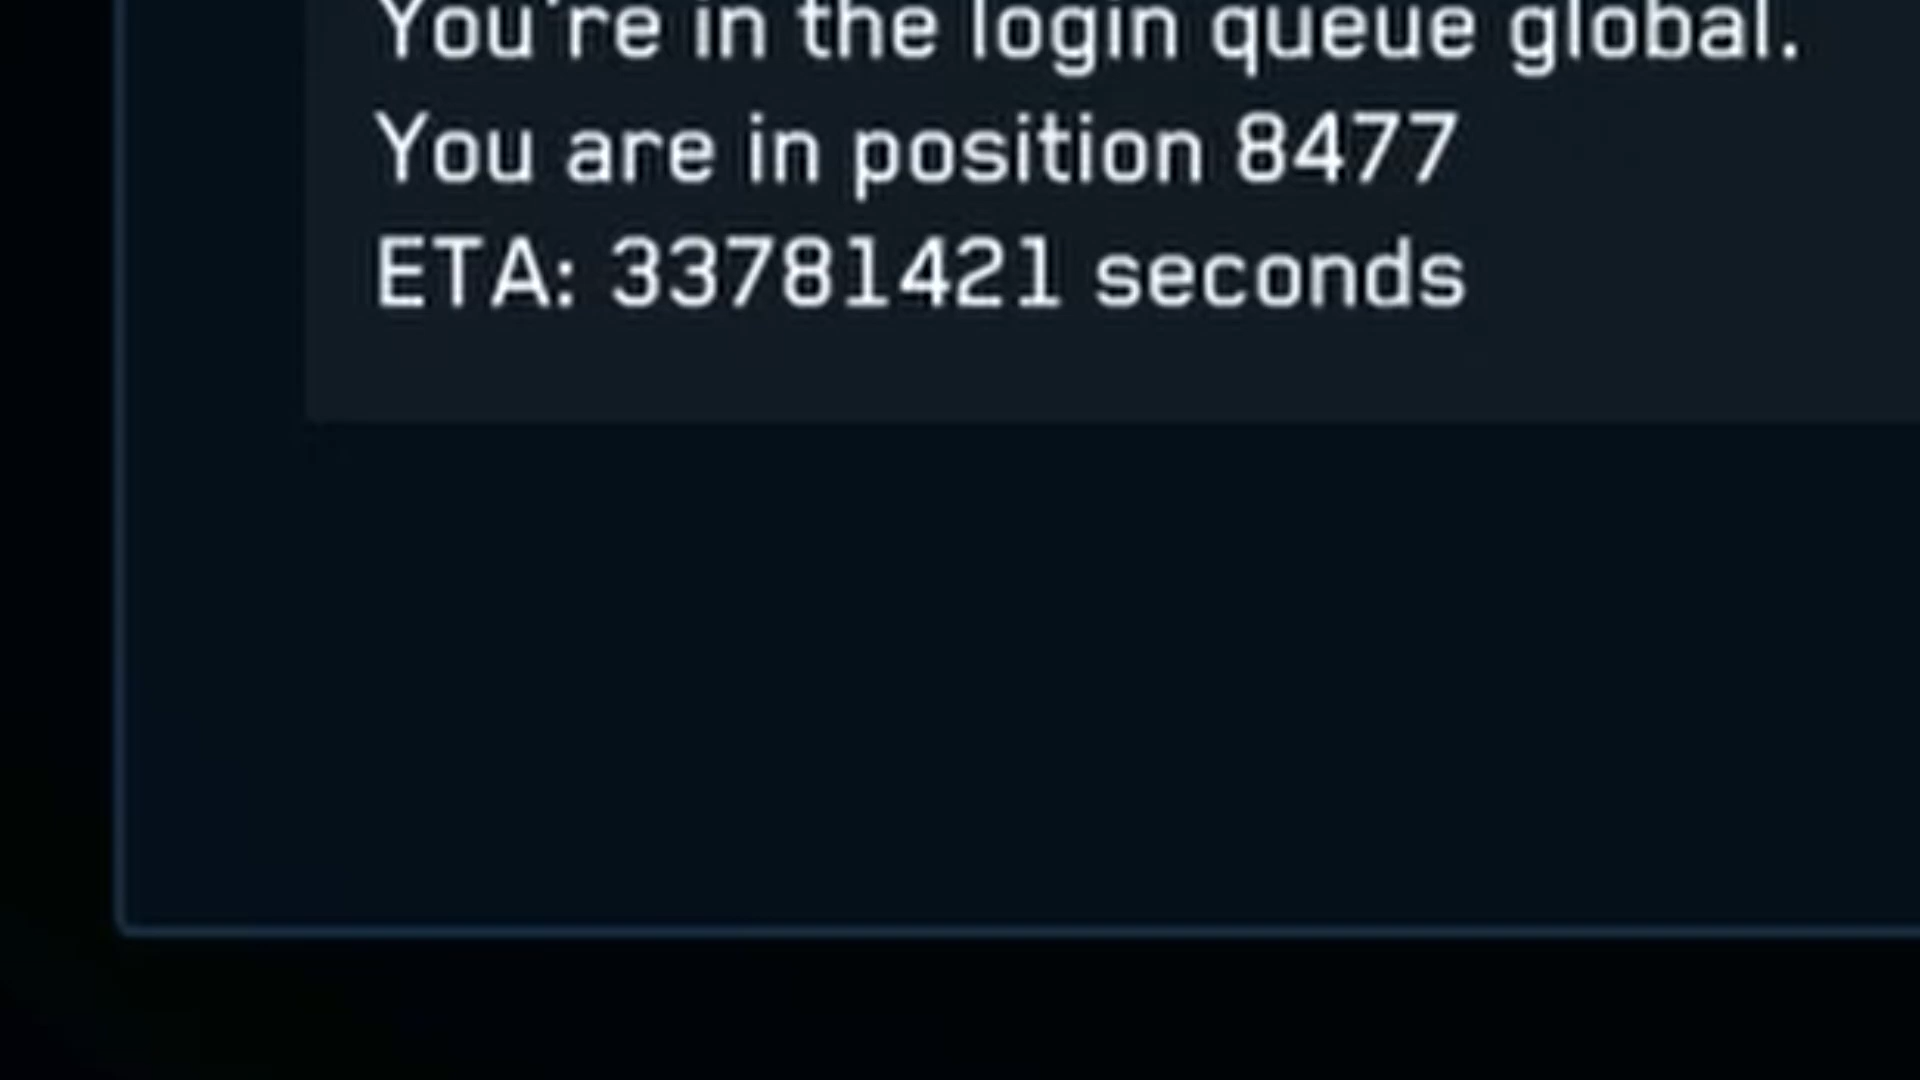 You're in the login queue global.
You are in position 8477
ETA: 33781421 seconds